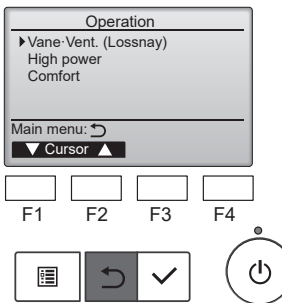 Operation
Vane·Vent. (Lossnay)
High power
Comfort
Main menu:
Cursor
F1 F2 F3 F4